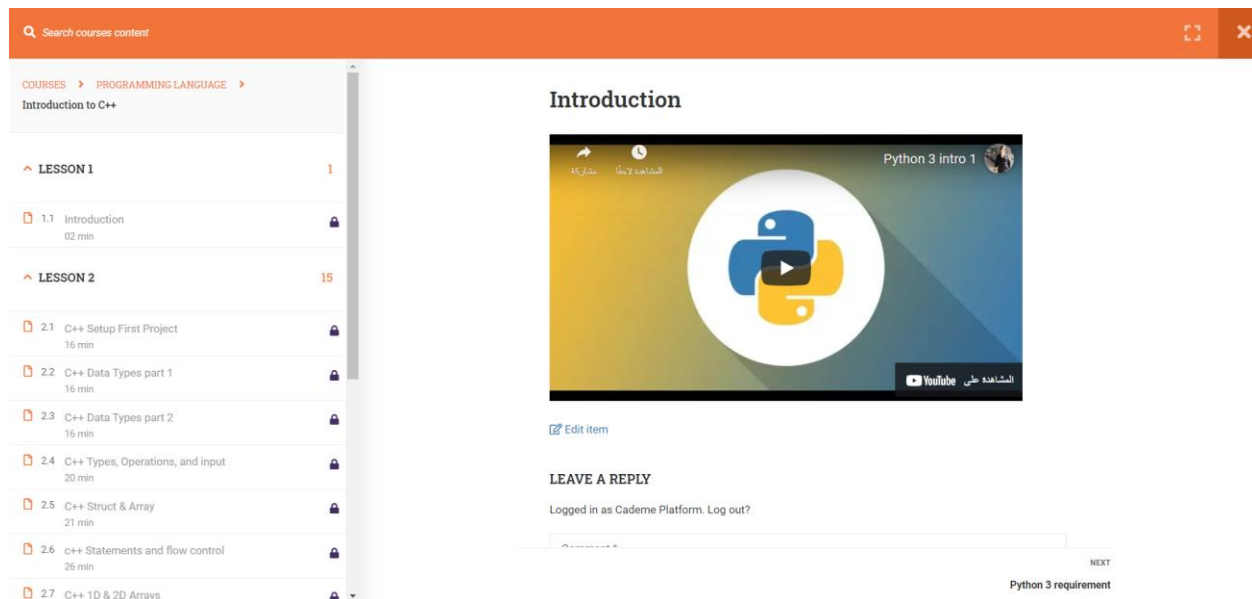 Search courses content
COURSES > PROGRAMMING LANGUAGE >
Introduction to C++
LESSON 1 1
1.1 Introduction
02 min
LESSON 2 15
2.1 C++ Setup First Project
16 min
2.2 C++ Data Types part 1
16 min
2.3 C++ Data Types part 2
16 min
2.4 C++ Types, Operations, and input
20 min
2.5 C++ Struct & Array
21 min
2.6 c++ Statements and flow control
26 min
2.7 C++ 1D & 2D Arrays
Introduction
مشاركة
المشاهدة لاحقًا
Python 3 intro 1
المشاهدة على YouTube
Edit item
LEAVE A REPLY
Logged in as Cademe Platform. Log out?
NEXT
Python 3 requirement